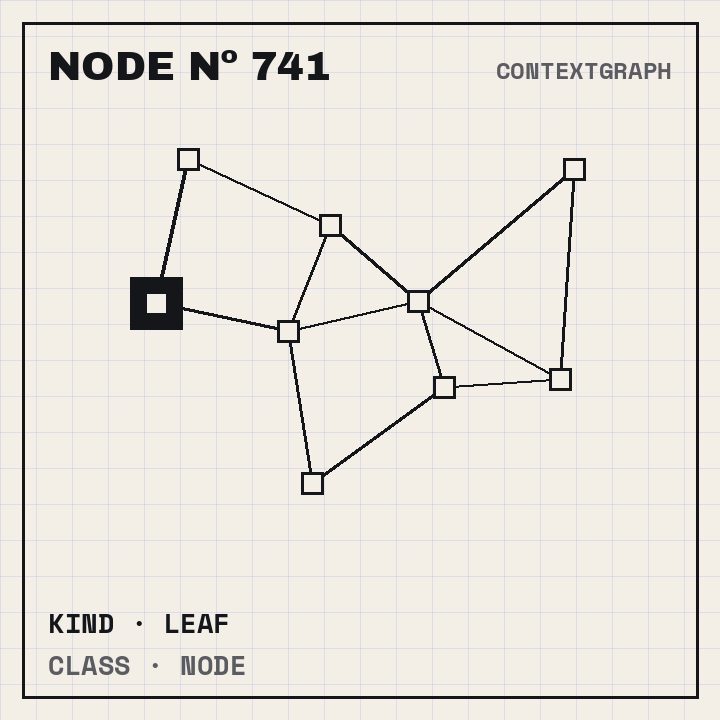 NODE Nº 741
CONTEXTGRAPH
KIND · LEAF
CLASS · NODE